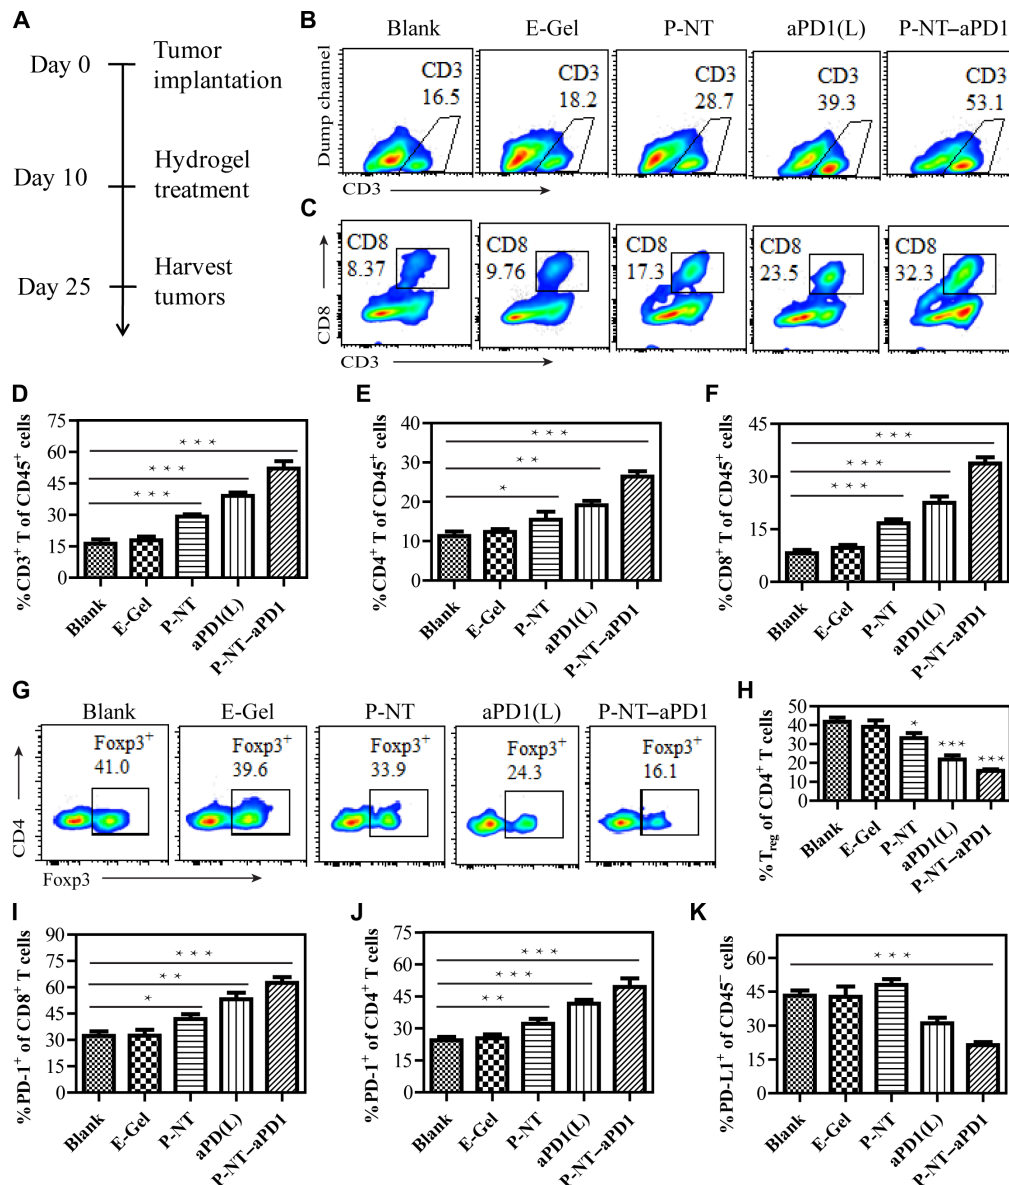 A
Day 0
Tumor
implantation
Day 10
Hydrogel
treatment
Day 25
Harvest
tumors
B
Blank
E-Gel
P-NT
aPD1(L)
P-NT–aPD1
Dump channel
CD3
16.5
CD3
18.2
CD3
28.7
CD3
39.3
CD3
53.1
CD3
C
CD8
CD8
8.37
CD8
9.76
CD8
17.3
CD8
23.5
CD8
32.3
CD3
D
%CD3⁺ T of CD45⁺ cells
75
60
45
30
15
0
* * *
* * *
* * *
Blank
E-Gel
P-NT
aPD1(L)
P-NT–aPD1
E
%CD4⁺ T of CD45⁺ cells
40
30
20
10
0
* * *
* *
*
Blank
E-Gel
P-NT
aPD1(L)
P-NT–aPD1
F
%CD8⁺ T of CD45⁺ cells
45
30
15
0
* * *
* * *
* * *
Blank
E-Gel
P-NT
aPD1(L)
P-NT–aPD1
G
Blank
E-Gel
P-NT
aPD1(L)
P-NT–aPD1
CD4
Foxp3⁺
41.0
Foxp3⁺
39.6
Foxp3⁺
33.9
Foxp3⁺
24.3
Foxp3⁺
16.1
Foxp3
H
%Treg of CD4⁺ T cells
50
40
30
20
10
0
*
***
***
Blank
E-Gel
P-NT
aPD1(L)
P-NT–aPD1
I
%PD-1⁺ of CD8⁺ T cells
90
75
60
45
30
15
0
* * *
* *
*
Blank
E-Gel
P-NT
aPD(L)
P-NT–aPD1
J
%PD-1⁺ of CD4⁺ T cells
75
60
45
30
15
0
* * *
* * *
* *
Blank
E-Gel
P-NT
aPD1(L)
P-NT–aPD1
K
%PD-L1⁺ of CD45⁻ cells
75
60
45
30
15
0
* * *
Blank
E-Gel
P-NT
aPD1(L)
P-NT–aPD1